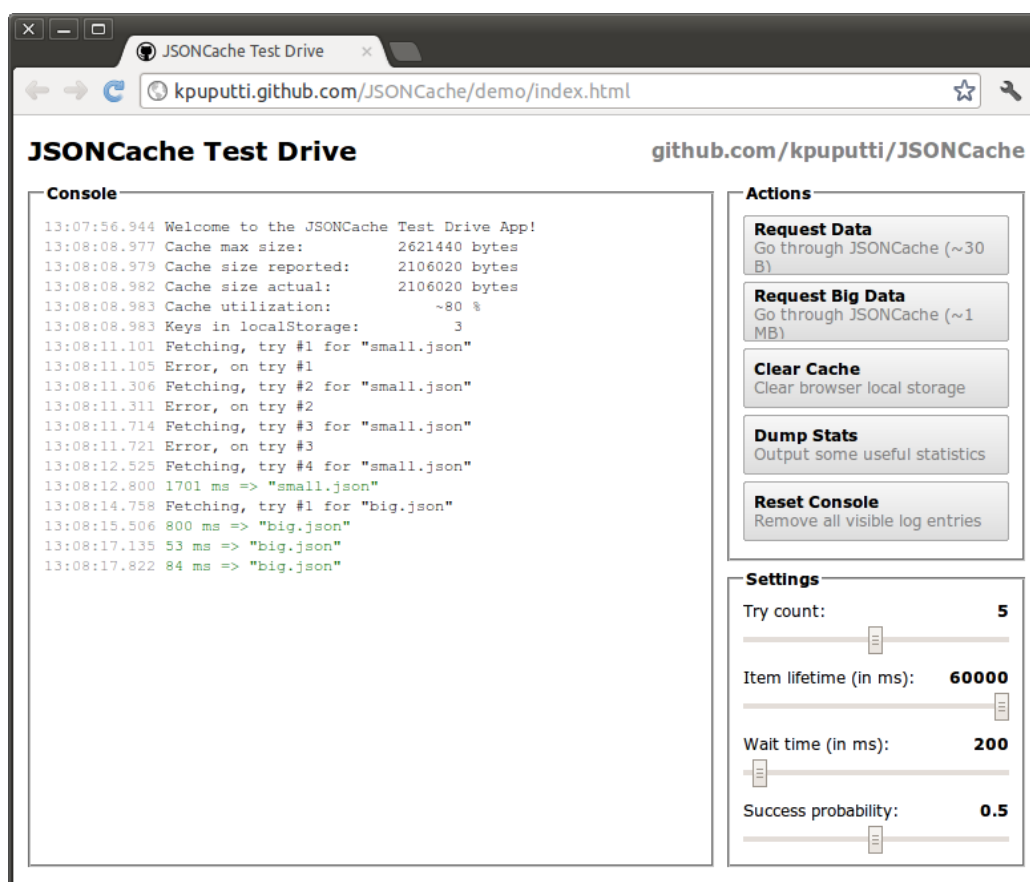 JSONCache Test Drive
kpuputti.github.com/JSONCache/demo/index.html
JSONCache Test Drive
github.com/kpuputti/JSONCache
Console
13:07:56.944 Welcome to the JSONCache Test Drive App!
13:08:08.977 Cache max size: 2621440 bytes
13:08:08.979 Cache size reported: 2106020 bytes
13:08:08.982 Cache size actual: 2106020 bytes
13:08:08.983 Cache utilization: ~80 %
13:08:08.983 Keys in localStorage: 3
13:08:11.101 Fetching, try #1 for "small.json"
13:08:11.105 Error, on try #1
13:08:11.306 Fetching, try #2 for "small.json"
13:08:11.311 Error, on try #2
13:08:11.714 Fetching, try #3 for "small.json"
13:08:11.721 Error, on try #3
13:08:12.525 Fetching, try #4 for "small.json"
13:08:12.800 1701 ms => "small.json"
13:08:14.758 Fetching, try #1 for "big.json"
13:08:15.506 800 ms => "big.json"
13:08:17.135 53 ms => "big.json"
13:08:17.822 84 ms => "big.json"
Actions
Request Data
Go through JSONCache (~30
B)
Request Big Data
Go through JSONCache (~1
MB)
Clear Cache
Clear browser local storage
Dump Stats
Output some useful statistics
Reset Console
Remove all visible log entries
Settings
Try count: 5
Item lifetime (in ms): 60000
Wait time (in ms): 200
Success probability: 0.5